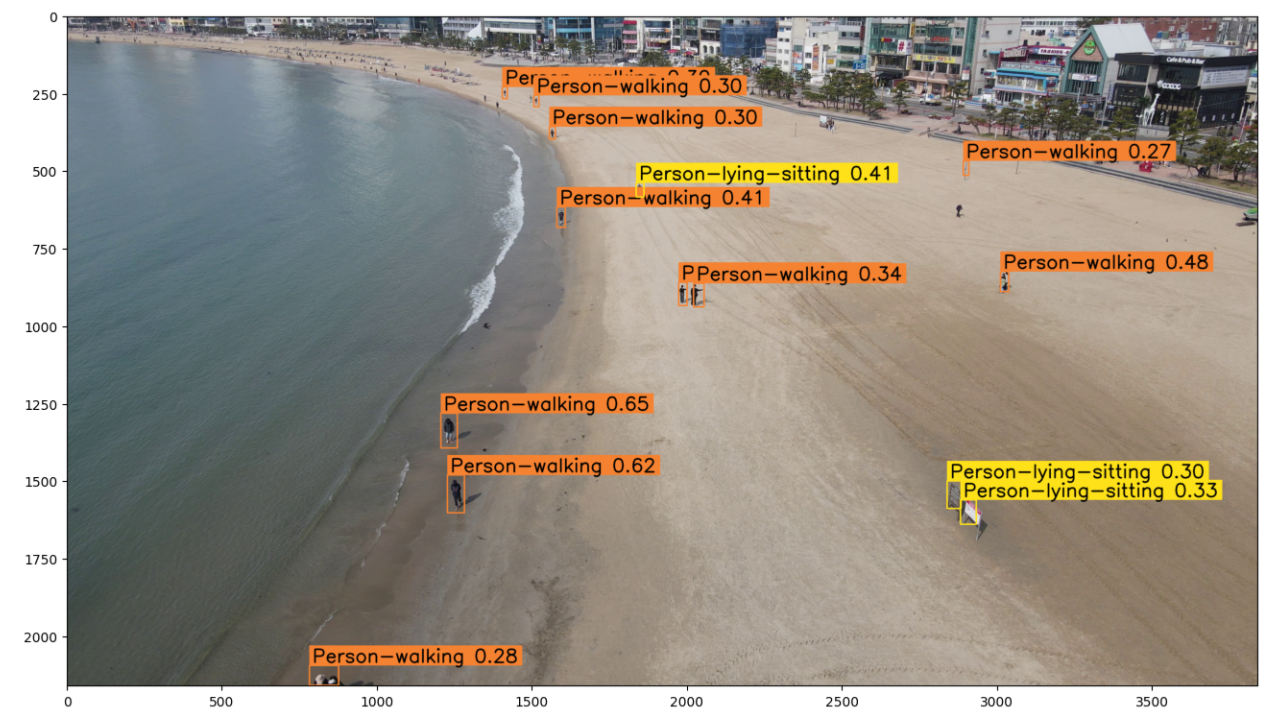 0
250
500
750
1000
1250
1500
1750
2000
Person-walking 0.30
Person-walking 0.30
Person-walking 0.27
Person-lying-sitting 0.41
Person-walking 0.41
Person-walking 0.48
P
Person-walking 0.34
Person-walking 0.65
Person-walking 0.62
Person-lying-sitting 0.30
Person-lying-sitting 0.33
Person-walking 0.28
Cafe & Pub & Bar
0
500
1000
1500
2000
2500
3000
3500